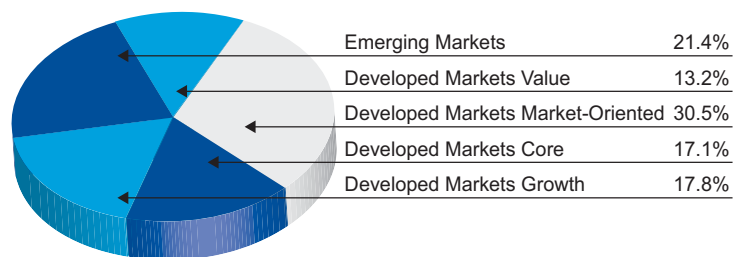 Emerging Markets 21.4%
Developed Markets Value 13.2%
Developed Markets Market-Oriented 30.5%
Developed Markets Core 17.1%
Developed Markets Growth 17.8%